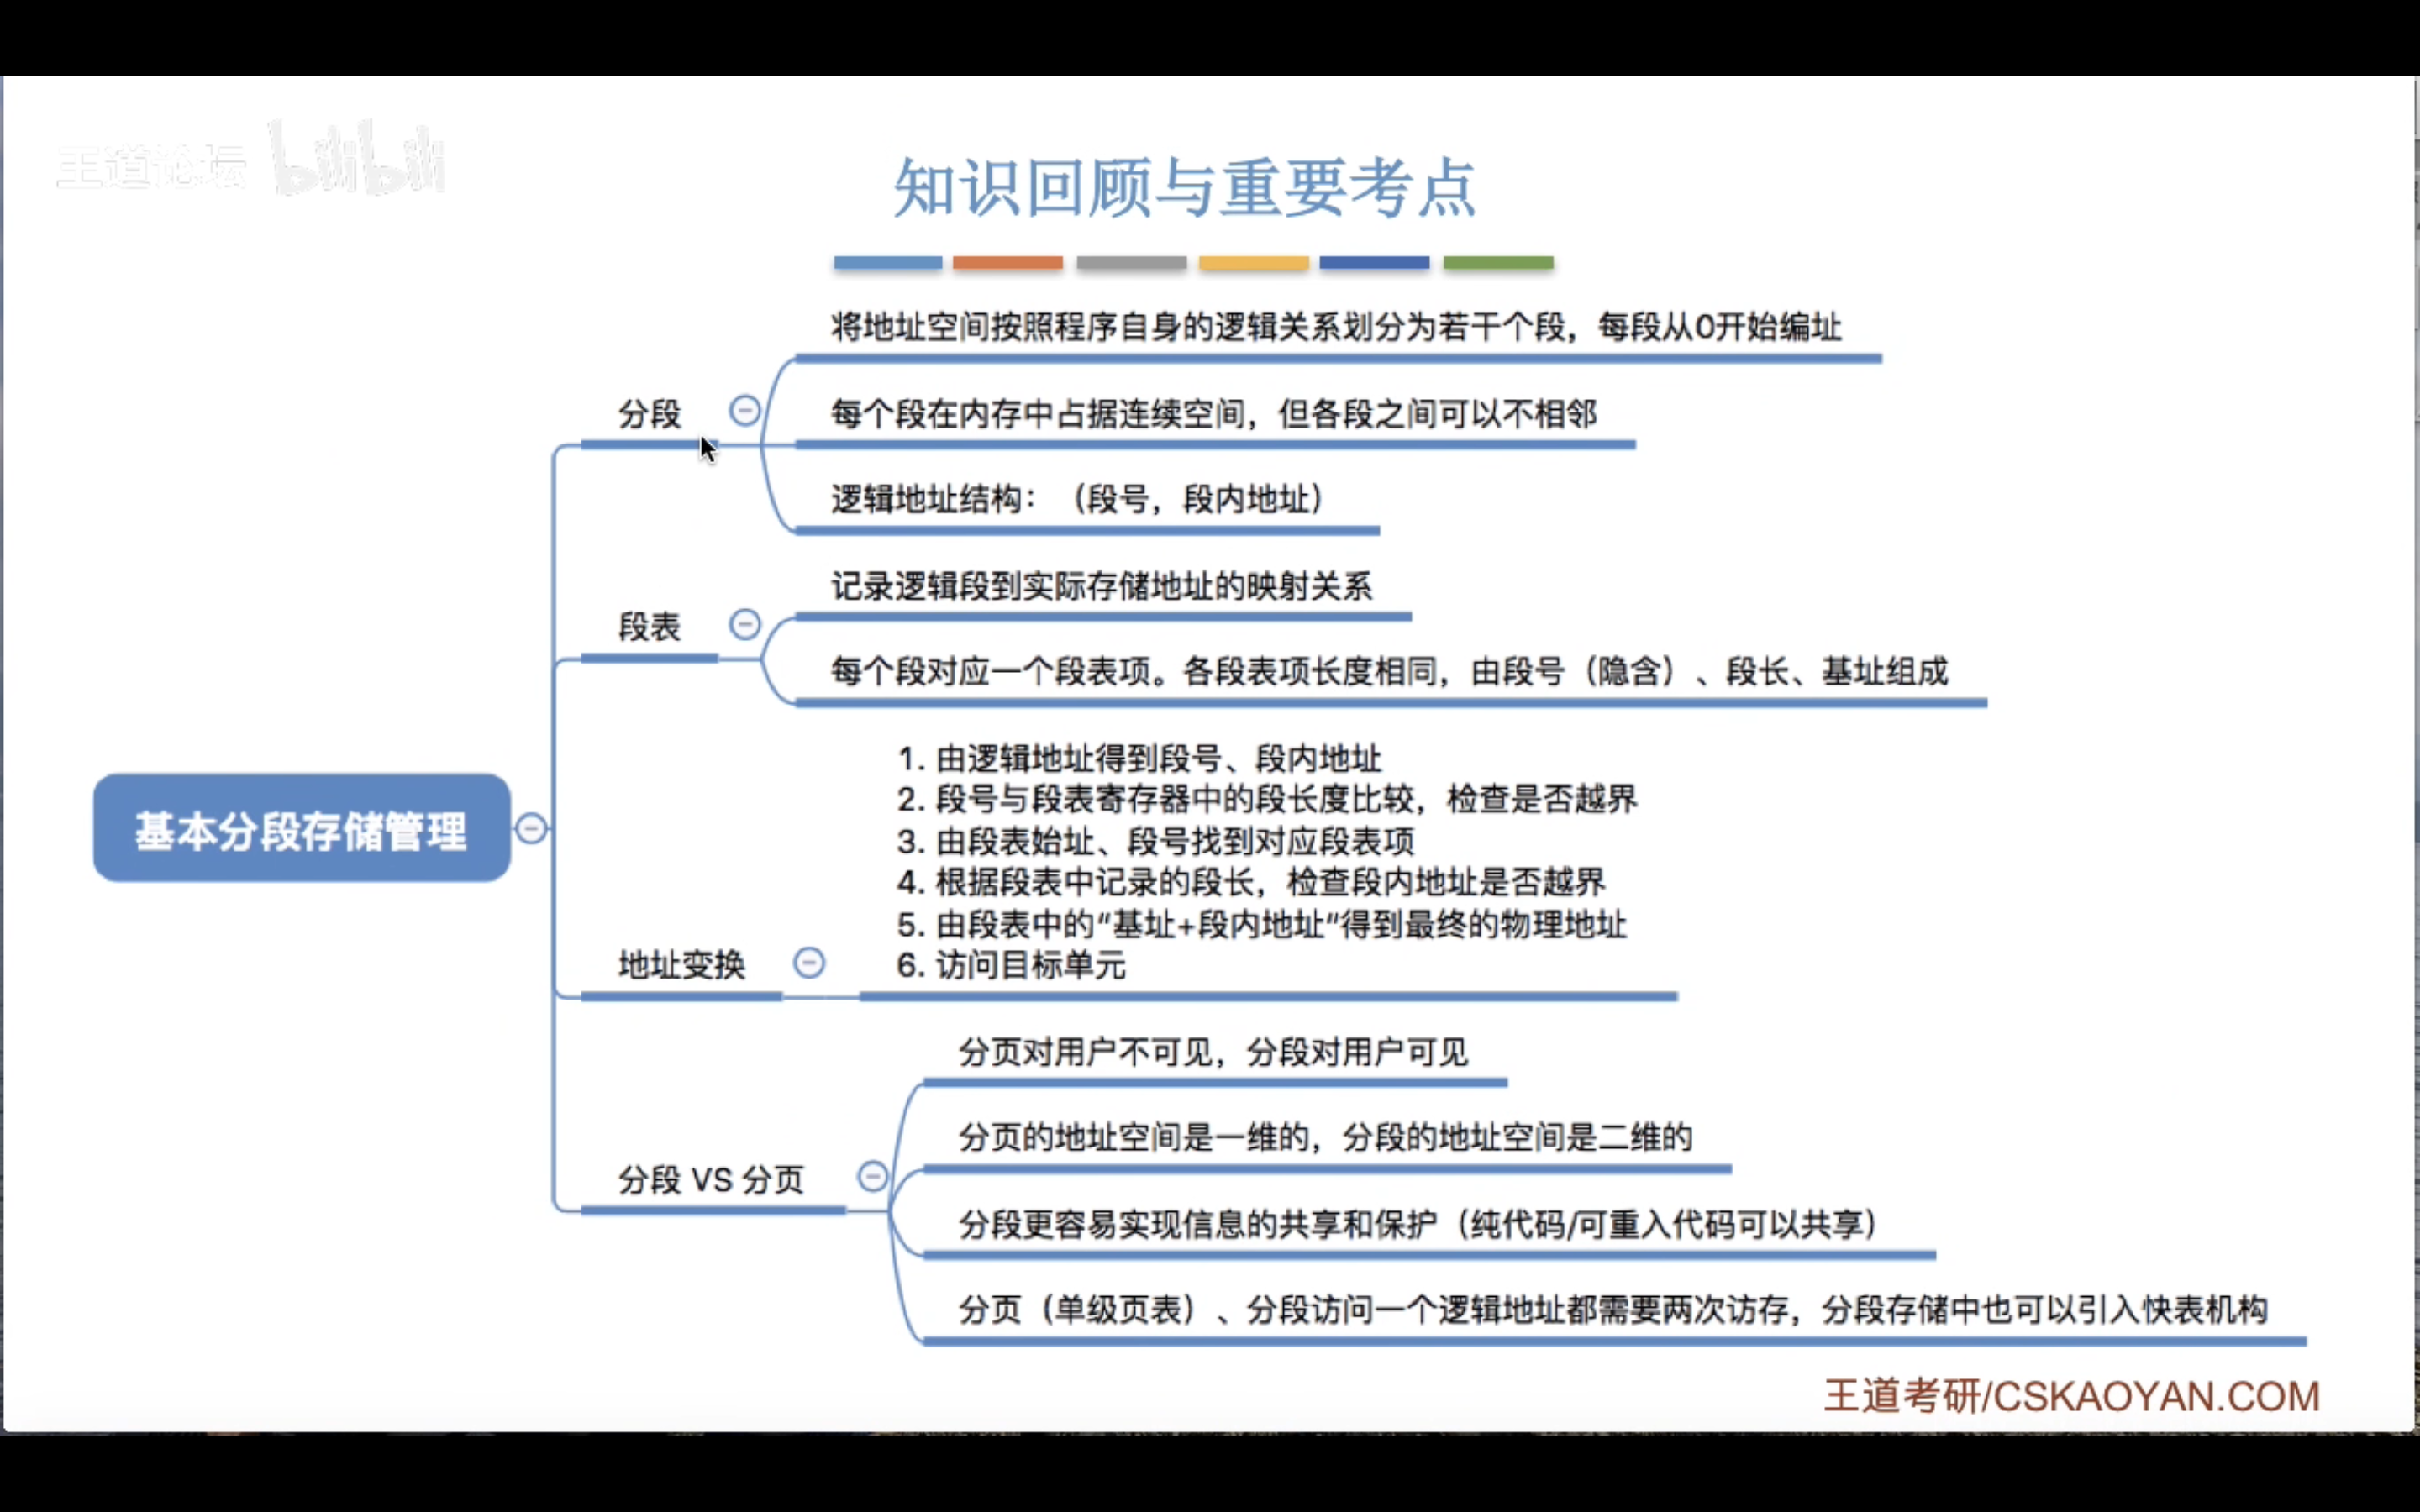 王道论坛 bilibili
知识回顾与重要考点
将地址空间按照程序自身的逻辑关系划分为若干个段，每段从0开始编址
分段
每个段在内存中占据连续空间，但各段之间可以不相邻
逻辑地址结构：（段号，段内地址）
记录逻辑段到实际存储地址的映射关系
段表
每个段对应一个段表项。各段表项长度相同，由段号（隐含）、段长、基址组成
基本分段存储管理
1. 由逻辑地址得到段号、段内地址
2. 段号与段表寄存器中的段长度比较，检查是否越界
3. 由段表始址、段号找到对应段表项
4. 根据段表中记录的段长，检查段内地址是否越界
5. 由段表中的“基址+段内地址”得到最终的物理地址
6. 访问目标单元
地址变换
分页对用户不可见，分段对用户可见
分页的地址空间是一维的，分段的地址空间是二维的
分段 VS 分页
分段更容易实现信息的共享和保护（纯代码/可重入代码可以共享）
分页（单级页表）、分段访问一个逻辑地址都需要两次访存，分段存储中也可以引入快表机构
王道考研/CSKAOYAN.COM